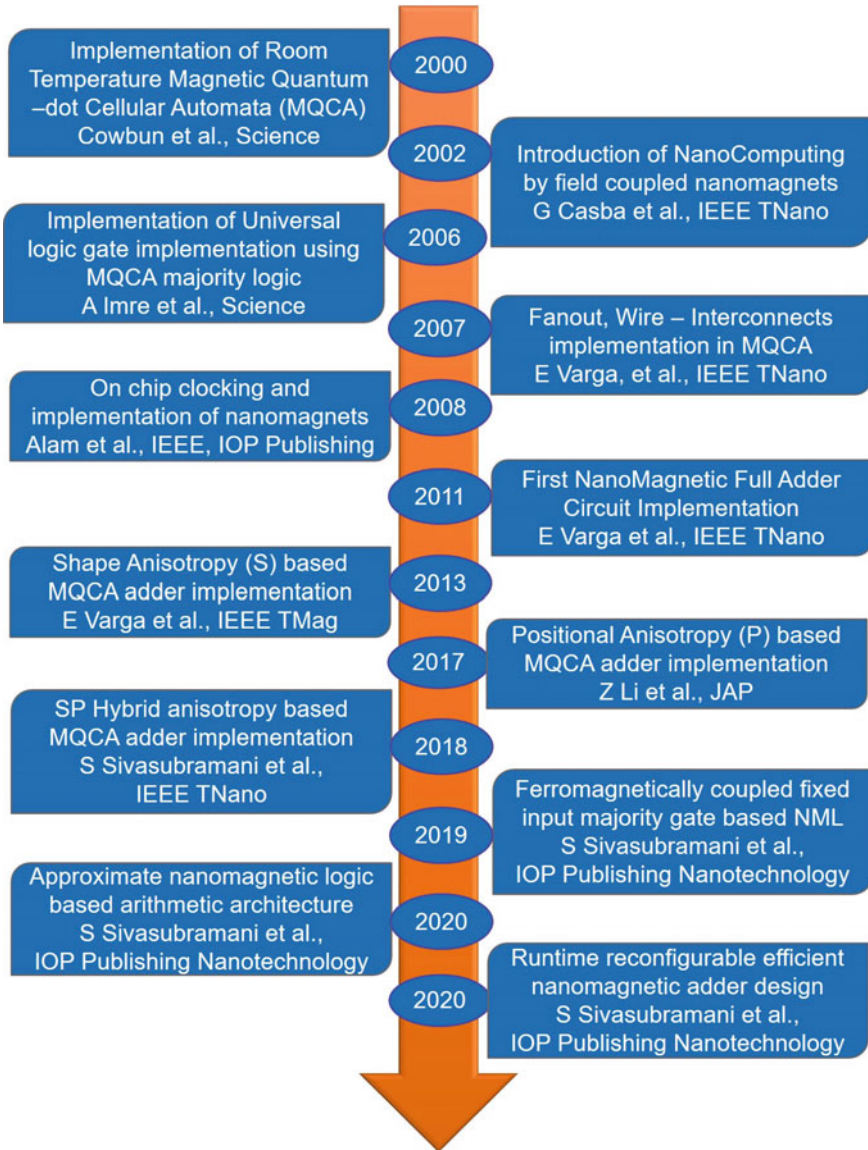 Implementation of Room
Temperature Magnetic Quantum
–dot Cellular Automata (MQCA)
Cowbun et al., Science
2000
2002
Introduction of NanoComputing
by field coupled nanomagnets
G Casba et al., IEEE TNano
Implementation of Universal
logic gate implementation using
MQCA majority logic
A Imre et al., Science
2006
2007
Fanout, Wire – Interconnects
implementation in MQCA
E Varga, et al., IEEE TNano
On chip clocking and
implementation of nanomagnets
Alam et al., IEEE, IOP Publishing
2008
2011
First NanoMagnetic Full Adder
Circuit Implementation
E Varga et al., IEEE TNano
Shape Anisotropy (S) based
MQCA adder implementation
E Varga et al., IEEE TMag
2013
2017
Positional Anisotropy (P) based
MQCA adder implementation
Z Li et al., JAP
SP Hybrid anisotropy based
MQCA adder implementation
S Sivasubramani et al.,
IEEE TNano
2018
2019
Ferromagnetically coupled fixed
input majority gate based NML
S Sivasubramani et al.,
IOP Publishing Nanotechnology
Approximate nanomagnetic logic
based arithmetic architecture
S Sivasubramani et al.,
IOP Publishing Nanotechnology
2020
2020
Runtime reconfigurable efficient
nanomagnetic adder design
S Sivasubramani et al.,
IOP Publishing Nanotechnology